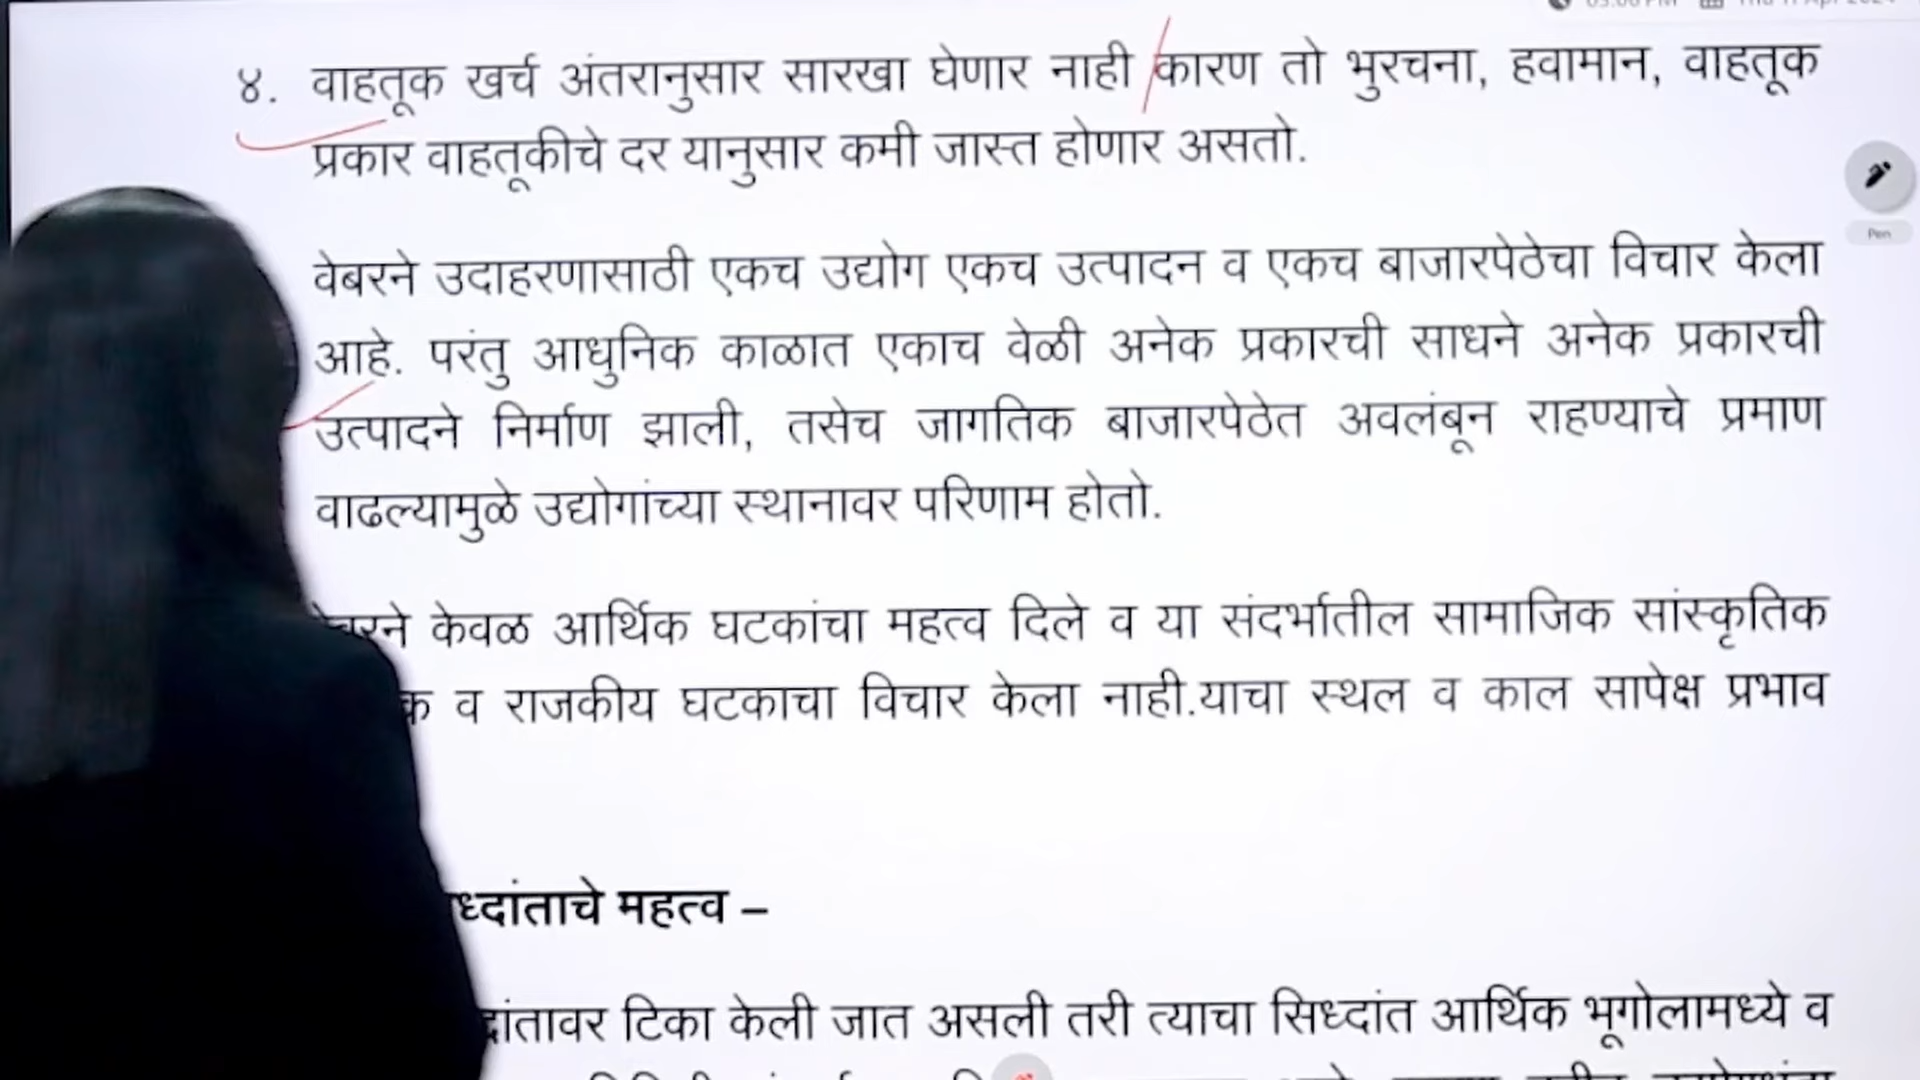 ४. वाहतूक खर्च अंतरानुसार सारखा घेणार नाही कारण तो भुरचना, हवामान, वाहतूक
प्रकार वाहतूकीचे दर यानुसार कमी जास्त होणार असतो.
Pen
वेबरने उदाहरणासाठी एकच उद्योग एकच उत्पादन व एकच बाजारपेठेचा विचार केला
आहे. परंतु आधुनिक काळात एकाच वेळी अनेक प्रकारची साधने अनेक प्रकारची
उत्पादने निर्माण झाली, तसेच जागतिक बाजारपेठेत अवलंबून राहण्याचे प्रमाण
वाढल्यामुळे उद्योगांच्या स्थानावर परिणाम होतो.
केवळ आर्थिक घटकांचा महत्व दिले व या संदर्भातील सामाजिक सांस्कृतिक
व राजकीय घटकाचा विचार केला नाही.याचा स्थल व काल सापेक्ष प्रभाव
महत्व –
टिका केली जात असली तरी त्याचा सिध्दांत आर्थिक भूगोलामध्ये व